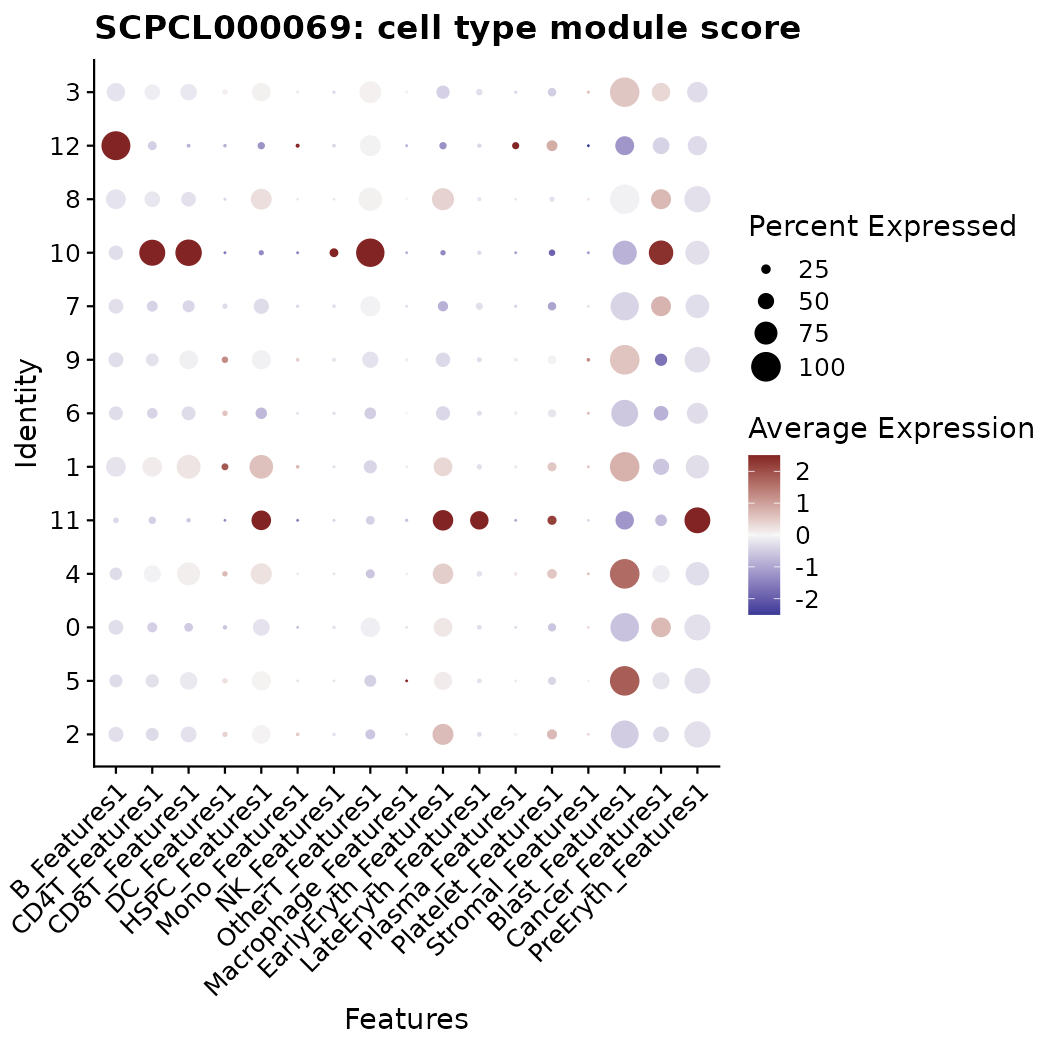 SCPCL000069: cell type module score
Identity
3
12
8
10
7
9
6
1
11
4
0
5
2
B_Features1
CD4T_Features1
CD8T_Features1
DC_Features1
HSPC_Features1
Mono_Features1
NK_Features1
OtherT_Features1
Macrophage_Features1
EarlyEryth_Features1
LateEryth_Features1
Plasma_Features1
Platelet_Features1
Stromal_Features1
Blast_Features1
Cancer_Features1
PreEryth_Features1
Features
Percent Expressed
25
50
75
100
Average Expression
2
1
0
-1
-2